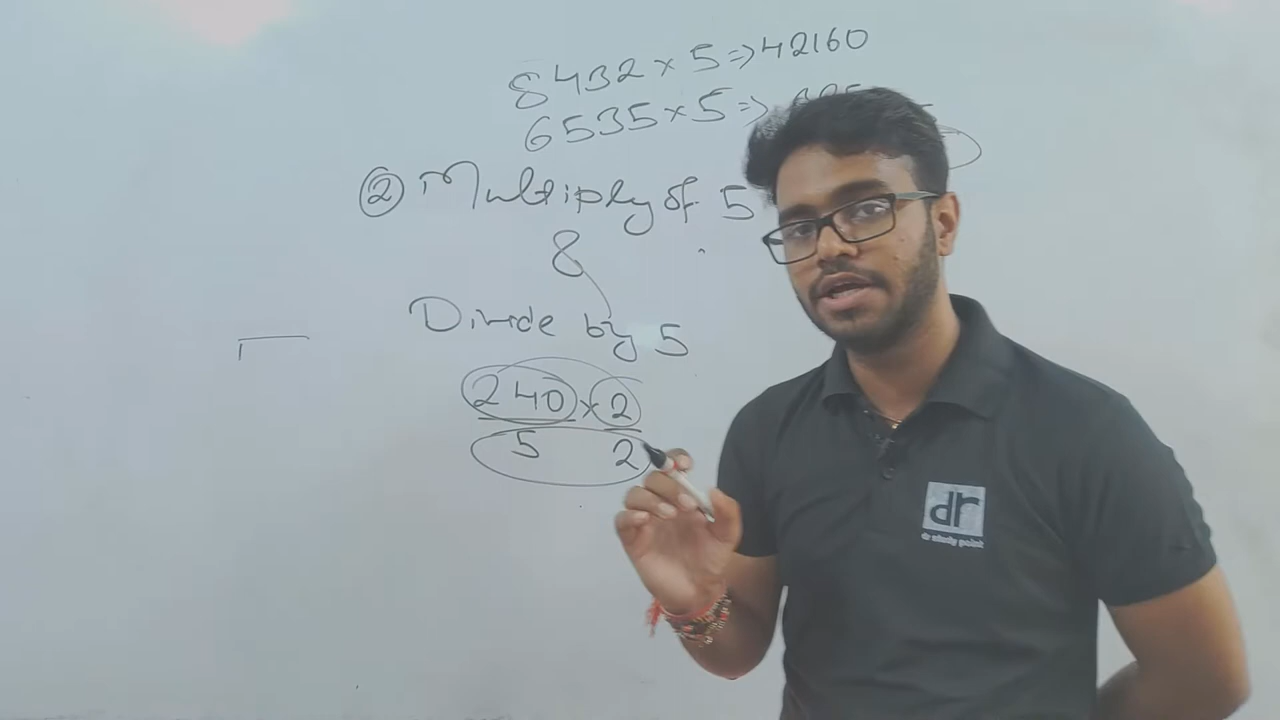 8432 × 5 => 42160
6535 × 5 =>
② Multiply of 5
&
Divide by 5
240 × 2
5 2
dr
dr study point